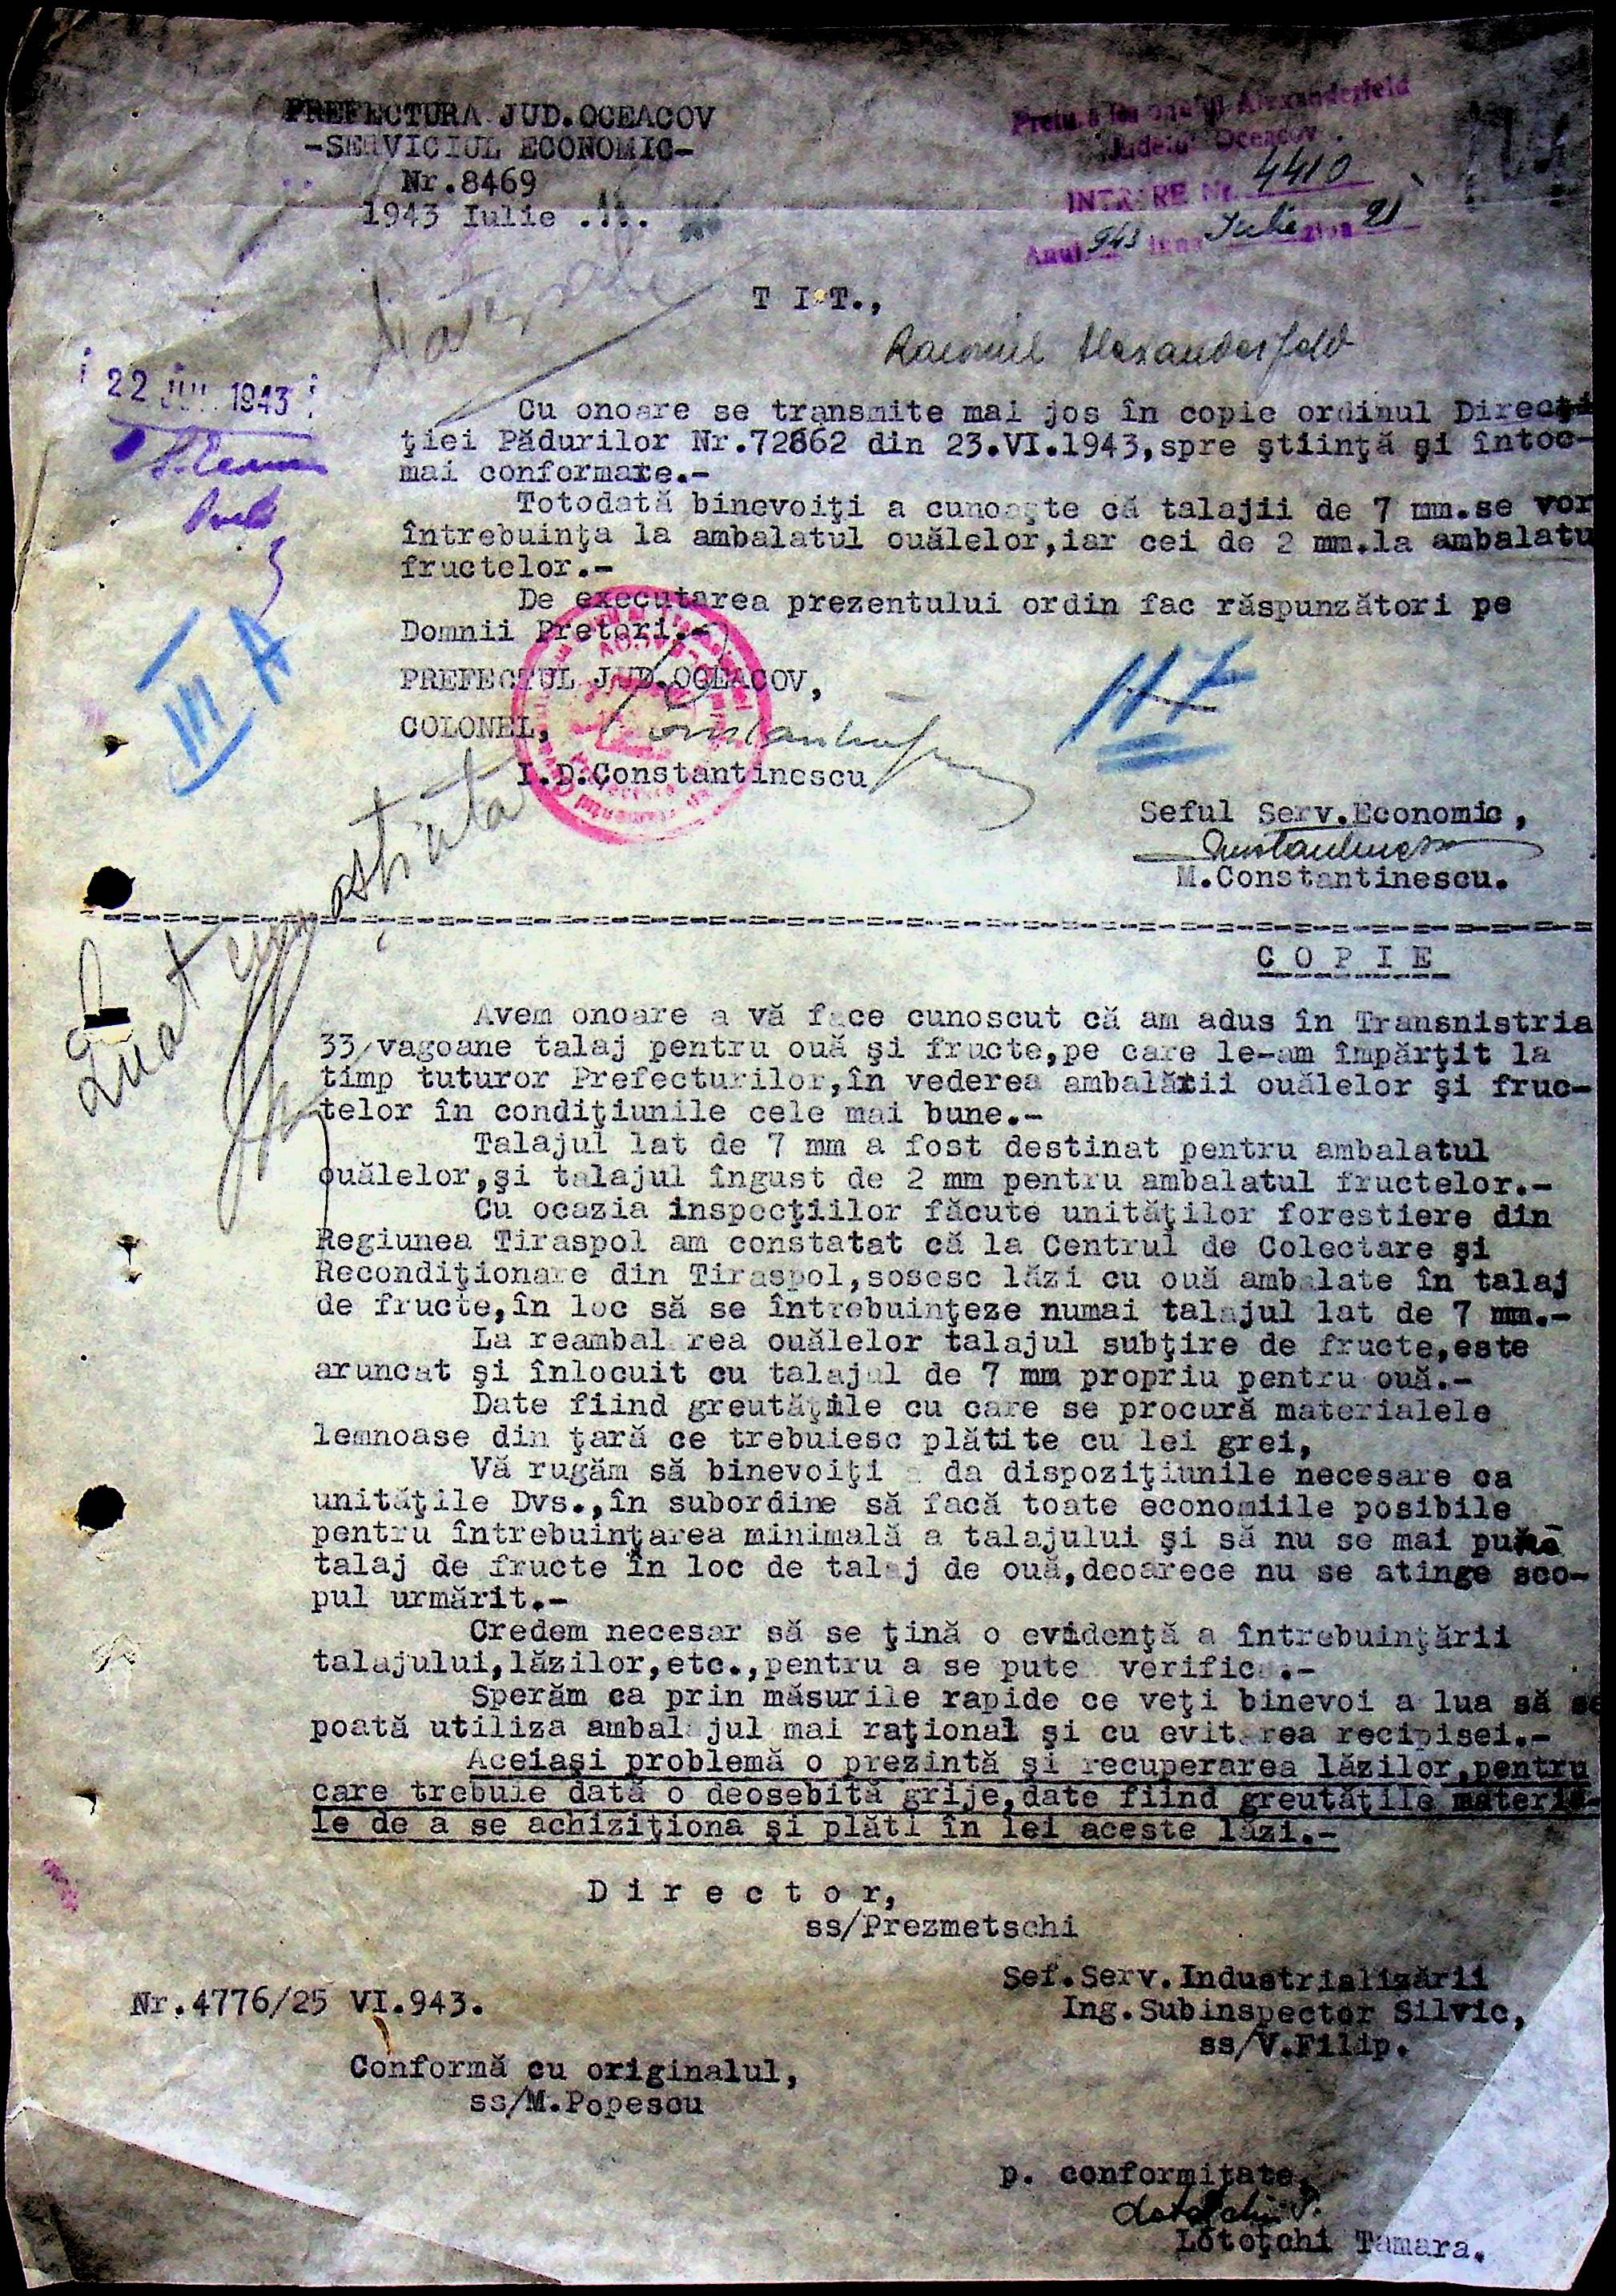 PREFECTURA JUD.OCEACOV
-SERVICIUL ECONOMIC-
Nr.8469
1943 Iulie
Alexanderfeld
Județul Oceacov
INTRARE Nr. 4410
Anul 943 luna Iulie ziua 21
T I T.,
Raionul Alexanderfeld
22 JUL. 1943
Cu onoare se transmite mai jos în copie ordinul Direcţi
ţiei Pădurilor Nr.72862 din 23.VI.1943,spre ştiinţă şi întoc-
mai conformare.-
Totodată binevoiţi a cunoaşte că talajii de 7 mm.se vor
întrebuinţa la ambalatul ouălelor,iar cei de 2 mm.la ambalatu
fructelor.-
De executarea prezentului ordin fac răspunzători pe
Domnii Pretori.-
III A
PREFECTUL JUD.OCEACOV,
117
COLONEL,
I.D.Constantinescu
Seful Serv.Economic,
M.Constantinescu.
Luat cunoştinta
C O P I E
Avem onoare a vă face cunoscut că am adus în Transnistria
33 vagoane talaj pentru ouă şi fructe,pe care le-am împărţit la
timp tuturor Prefecturilor,în vederea ambalării ouălelor şi fruc-
telor în condiţiunile cele mai bune.-
Talajul lat de 7 mm a fost destinat pentru ambalatul
ouălelor,şi talajul îngust de 2 mm pentru ambalatul fructelor.-
Cu ocazia inspecţiilor făcute unităţilor forestiere din
Regiunea Tiraspol am constatat că la Centrul de Colectare şi
Recondiţionare din Tiraspol,sosesc lăzi cu ouă ambalate în talaj
de fructe,în loc să se întrebuinţeze numai talajul lat de 7 mm.-
La reambalarea ouălelor talajul subţire de fructe,este
aruncat şi înlocuit cu talajul de 7 mm propriu pentru ouă.-
Date fiind greutăţile cu care se procură materialele
lemnoase din ţară ce trebuiesc plătite cu lei grei,
Vă rugăm să binevoiţi a da dispoziţiunile necesare ca
unităţile Dvs.,în subordine să facă toate economiile posibile
pentru întrebuinţarea minimală a talajului şi să nu se mai pună
talaj de fructe în loc de talaj de ouă,deoarece nu se atinge sco-
pul urmărit.-
Credem necesar să se ţină o evidenţă a întrebuinţării
talajului,lăzilor,etc.,pentru a se putea verifica.-
Sperăm ca prin măsurile rapide ce veţi binevoi a lua să se
poată utiliza ambalajul mai raţional şi cu evitarea recipisei.-
Aceiaşi problemă o prezintă şi recuperarea lăzilor,pentru
care trebuie dată o deosebită grije,date fiind greutăţile materia-
le de a se achiziţiona şi plăti în lei aceste lăzi.-
D i r e c t o r,
ss/Prezmetschi
Sef.Serv.Industrializării
Nr.4776/25 VI.943.
Ing.Subinspector Silvic,
ss/V.Filip.
Conformă cu originalul,
ss/M.Popescu
p. conformitate,
Lotoţchi Tamara.